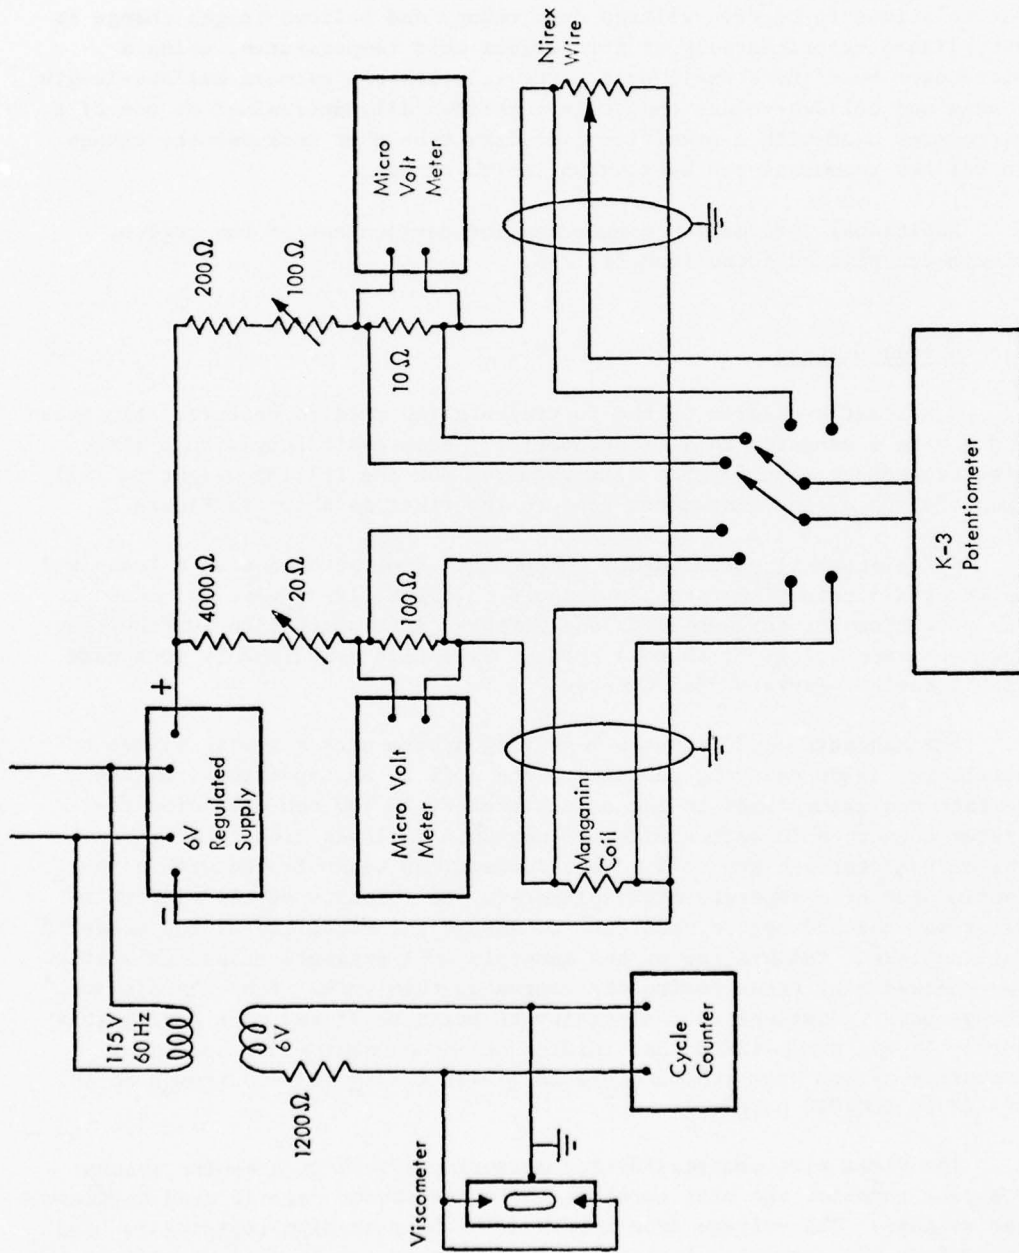 115 V
60 Hz
6V
1200 Ω
Viscometer
Cycle
Counter
6V
Regulated
Supply
−
+
4000 Ω
20 Ω
100 Ω
Micro Volt
Meter
Manganin
Coil
200 Ω
100 Ω
10 Ω
Micro
Volt
Meter
Nirex
Wire
K-3
Potentiometer